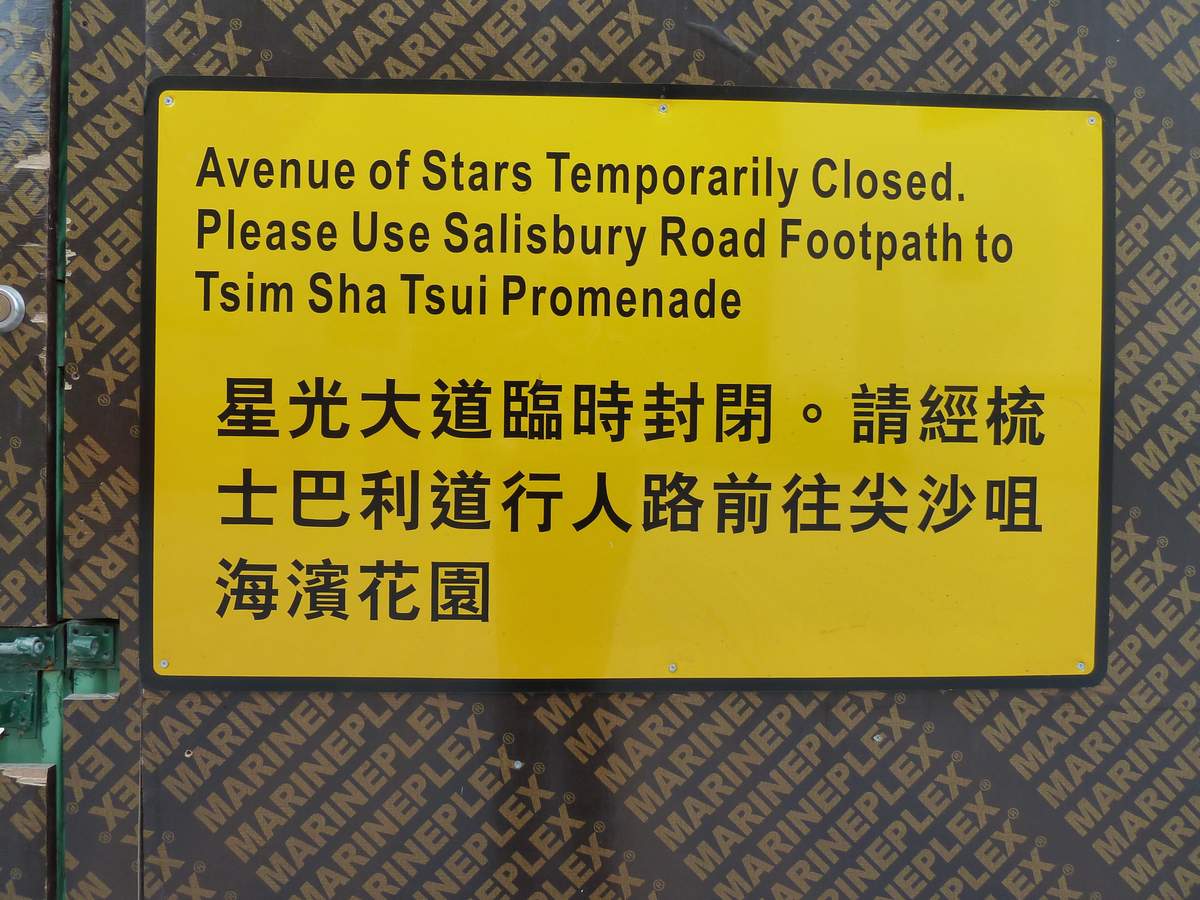 Avenue of Stars Temporarily Closed.
Please Use Salisbury Road Footpath to
Tsim Sha Tsui Promenade
星光大道臨時封閉。請經梳
士巴利道行人路前往尖沙咀
海濱花園
MARINEPLEX®